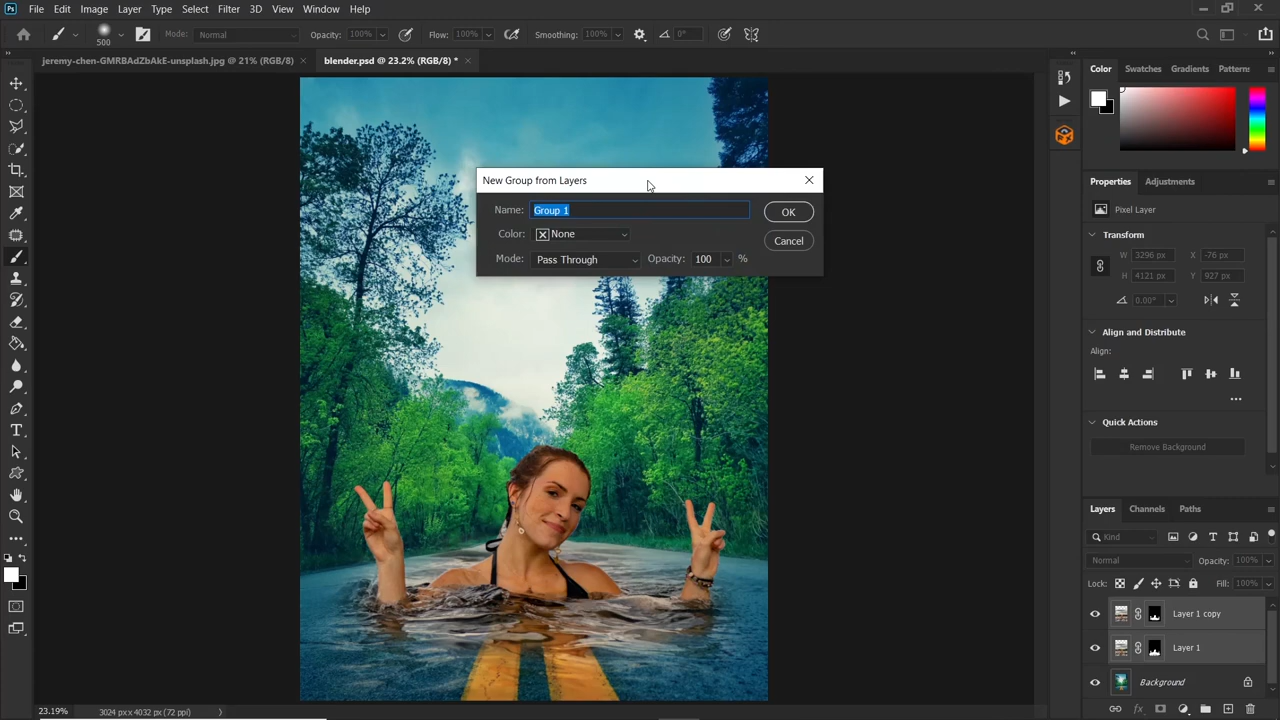 Ps File Edit Image Layer Type Select Filter 3D View Window Help
500 Mode: Normal Opacity: 100% Flow: 100% Smoothing: 100% 0°
jeremy-chen-GMRBAdZbAkE-unsplash.jpg @ 21% (RGB/8) × blender.psd @ 23.2% (RGB/8) * ×
Color Swatches Gradients Patterns
New Group from Layers
Name: Group 1 OK
Color: None Cancel
Mode: Pass Through Opacity: 100 %
Properties Adjustments
Pixel Layer
Transform
W 3296 px X -76 px
H 4121 px Y 927 px
0.00°
Align and Distribute
Align:
Quick Actions
Remove Background
Layers Channels Paths
Kind
Normal Opacity: 100%
Lock: Fill: 100%
Layer 1 copy
Layer 1
Background
fx
23.19% 3024 px x 4032 px (72 ppi)